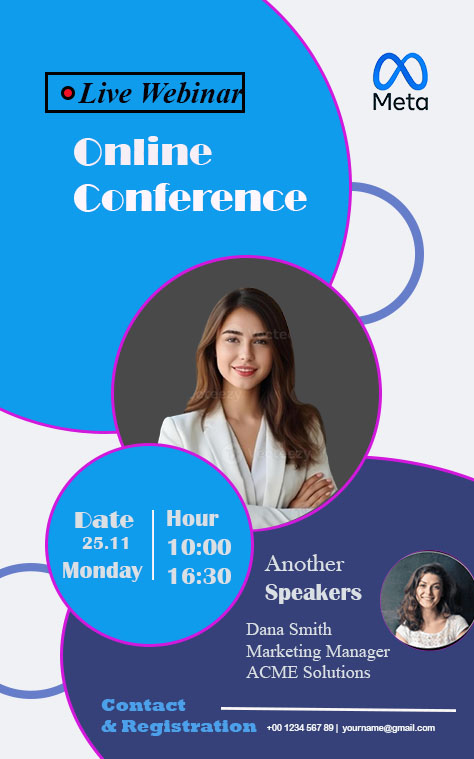 Live Webinar
Meta
Online
Conference
Date
25.11
Monday
Hour
10:00
16:30
Another
Speakers
Dana Smith
Marketing Manager
ACME Solutions
Contact
& Registration
+00 1234 567 89 | yourname@gmail.com